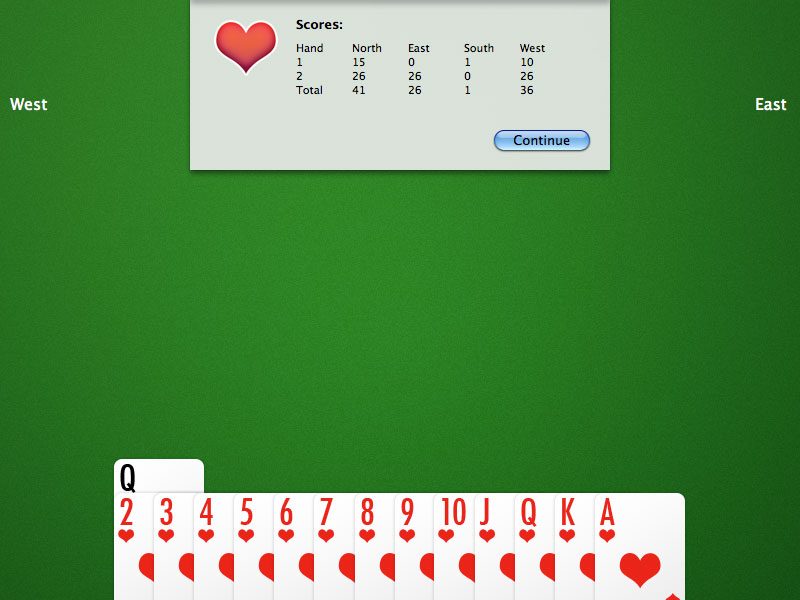 Scores:
Hand North East South West
1 15 0 1 10
2 26 26 0 26
Total 41 26 1 36
Continue
West
East
Q
2 3 4 5 6 7 8 9 10 J Q K A